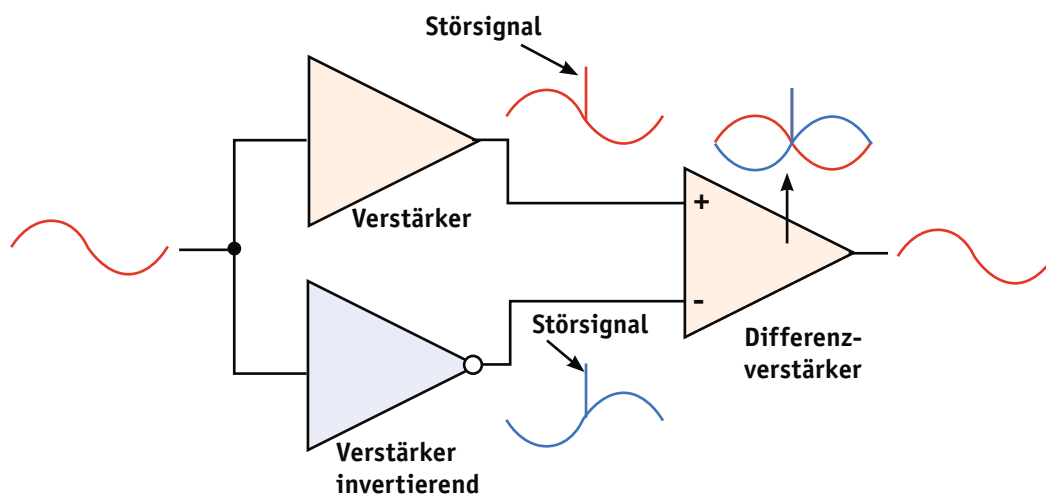 Störsignal
Verstärker
+
-
Störsignal
Differenz-
verstärker
Verstärker
invertierend